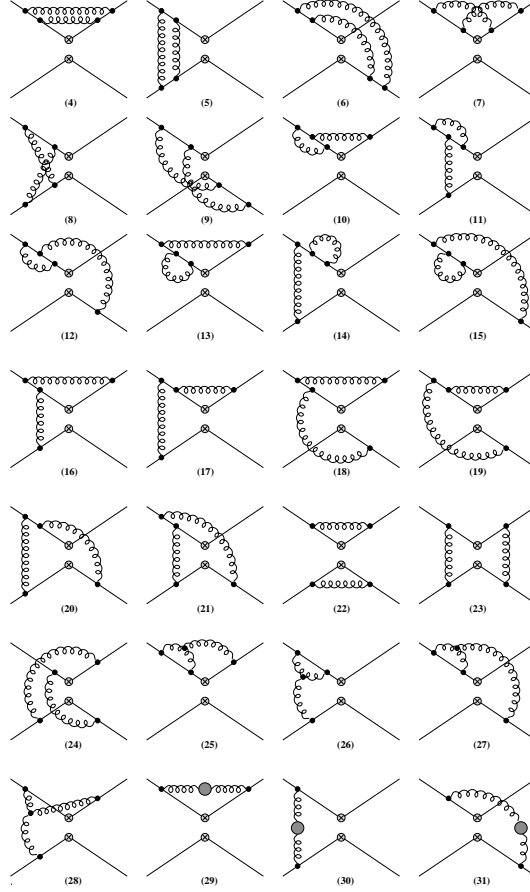 (4) (5) (6) (7)
(8) (9) (10) (11)
(12) (13) (14) (15)
(16) (17) (18) (19)
(20) (21) (22) (23)
(24) (25) (26) (27)
(28) (29) (30) (31)